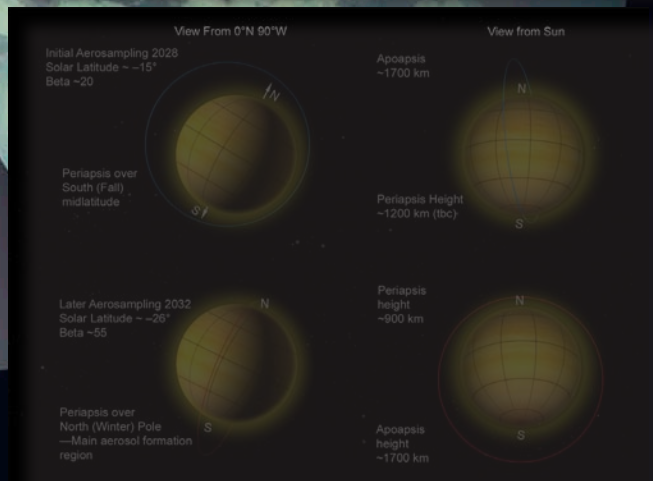 View From 0°N 90°W
View from Sun
Initial Aerosampling 2028
Solar Latitude ~ –15°
Beta ~20
Apoapsis
~1700 km
N
N
Periapsis over
South (Fall)
midlatitude
Periapsis Height
~1200 km (tbc)
S
S
Later Aerosampling 2032
Solar Latitude ~ –26°
Beta ~55
Periapsis
height
~900 km
N
N
Periapsis over
North (Winter) Pole
—Main aerosol formation
region
S
S
Apoapsis
height
~1700 km